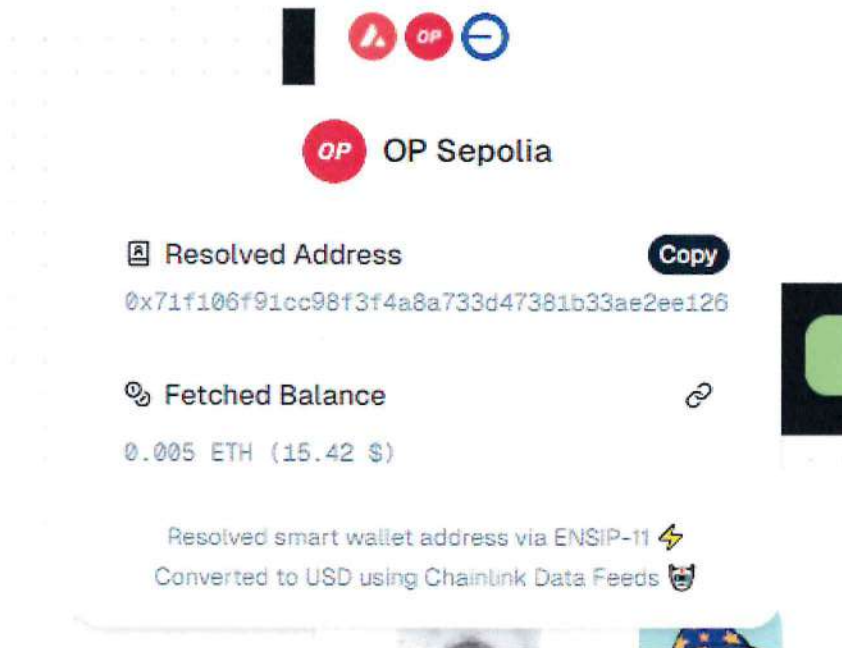 OP
OP OP Sepolia
Resolved Address Copy
0x71f106f91cc98f3f4a8a733d47381b33ae2ee126
Fetched Balance
0.005 ETH (15.42 $)
Resolved smart wallet address via ENSIP-11 ⚡
Converted to USD using Chainlink Data Feeds